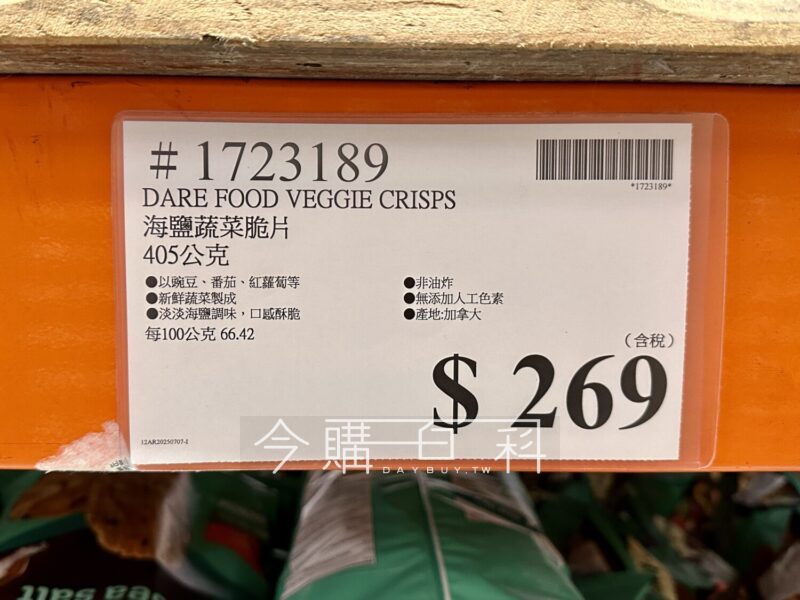 # 1723189
*1723189*
DARE FOOD VEGGIE CRISPS
海鹽蔬菜脆片
405公克
●以豌豆、番茄、紅蘿蔔等
●新鮮蔬菜製成
●淡淡海鹽調味，口感酥脆
每100公克 66.42
●非油炸
●無添加人工色素
●產地:加拿大
(含稅)
$ 269
12AR20250707-1
今購百科
DAYBUY.TW
sea salt